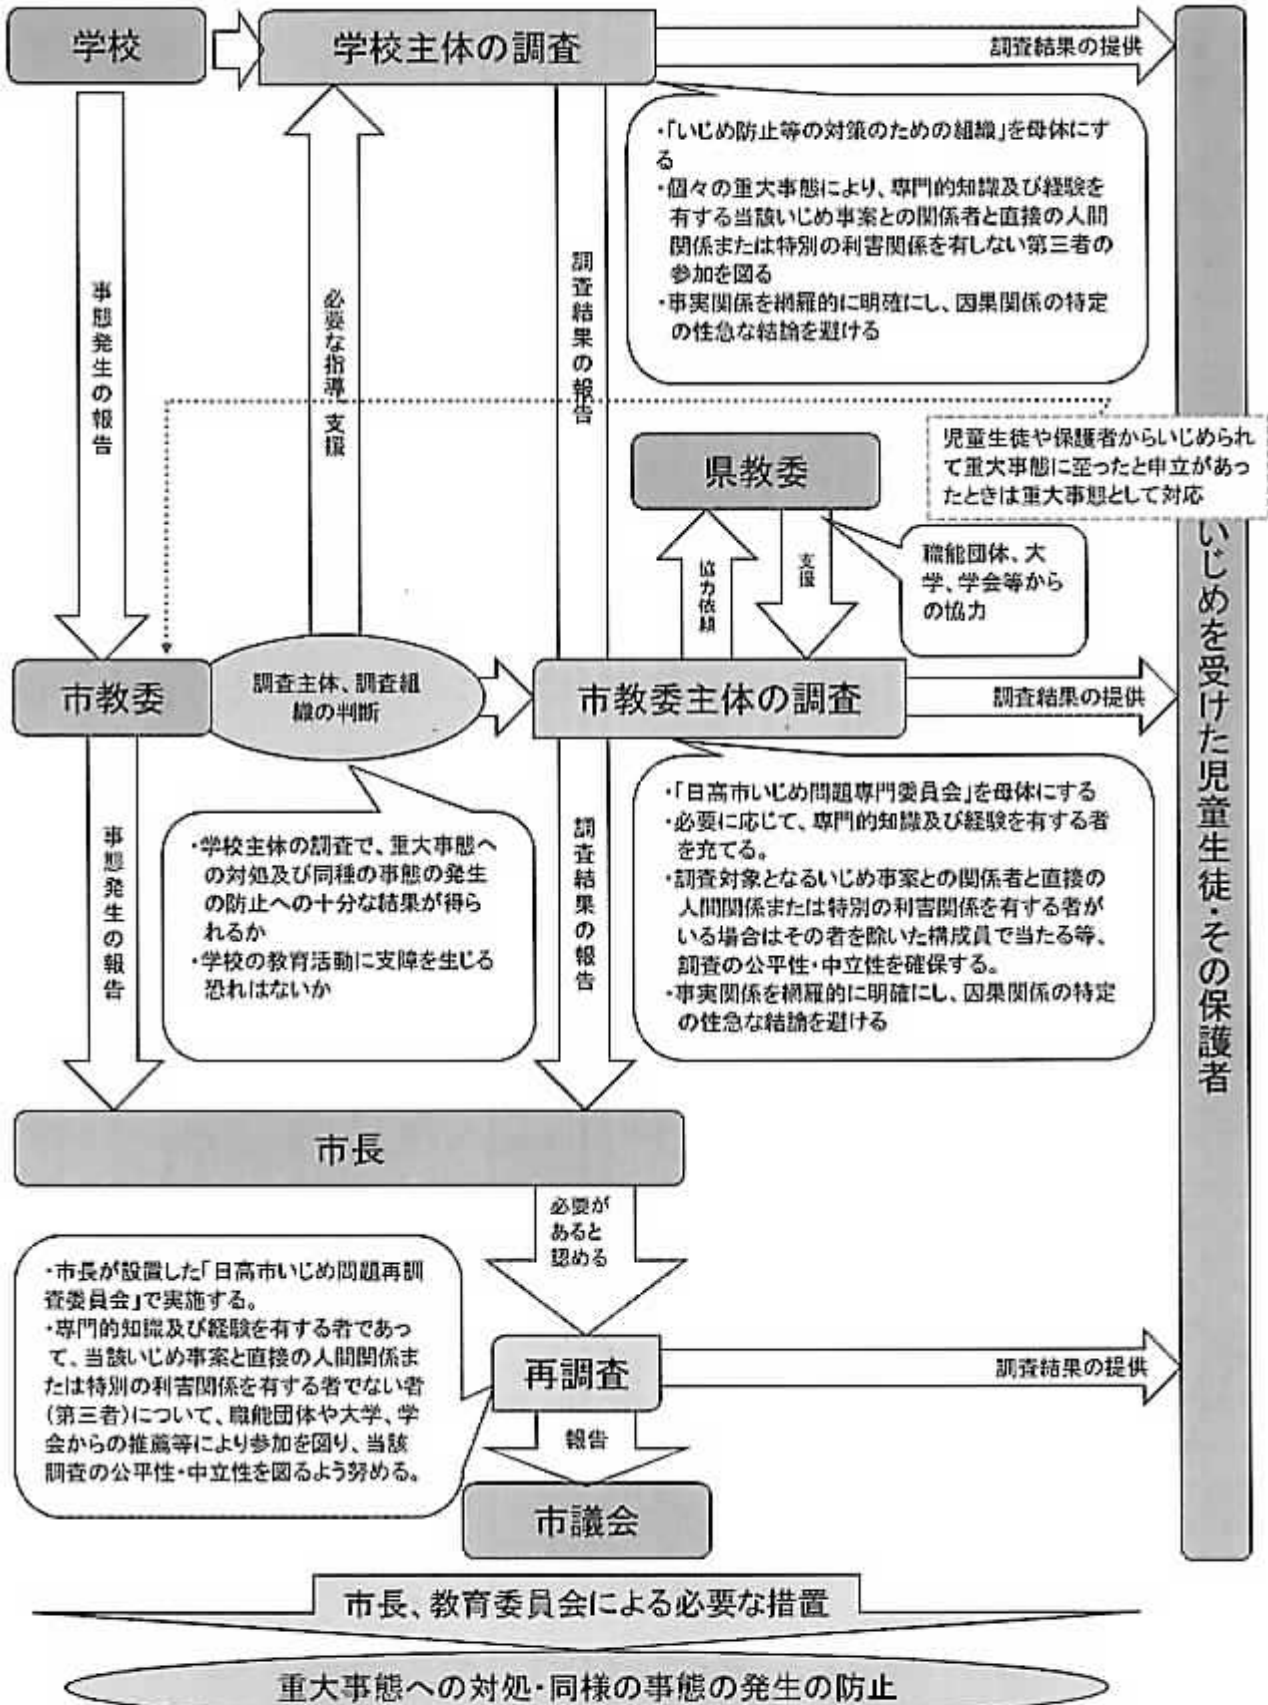 学校
学校主体の調査
調査結果の提供
・「いじめ防止等の対策のための組織」を母体にす
る
・個々の重大事態により、専門的知識及び経験を
有する当該いじめ事案との関係者と直接の人間
関係または特別の利害関係を有しない第三者の
参加を図る
・事実関係を網羅的に明確にし、因果関係の特定
の性急な結論を避ける
事態発生の報告
必要な指導、支援
調査結果の報告
児童生徒や保護者からいじめられ
て重大事態に至ったと申立があっ
たときは重大事態として対応
県教委
協力依頼
支援
職能団体、大
学、学会等から
の協力
市教委
調査主体、調査組
織の判断
市教委主体の調査
調査結果の提供
いじめを受けた児童生徒・その保護者
・「日高市いじめ問題専門委員会」を母体にする
・必要に応じて、専門的知識及び経験を有する者
を充てる。
・調査対象となるいじめ事案との関係者と直接の
人間関係または特別の利害関係を有する者が
いる場合はその者を除いた構成員で当たる等、
調査の公平性・中立性を確保する。
・事実関係を網羅的に明確にし、因果関係の特定
の性急な結論を避ける
事態発生の報告
・学校主体の調査で、重大事態へ
の対処及び同種の事態の発生
の防止への十分な結果が得ら
れるか
・学校の教育活動に支障を生じる
恐れはないか
調査結果の報告
市長
必要が
あると
認める
・市長が設置した「日高市いじめ問題再調
査委員会」で実施する。
・専門的知識及び経験を有する者であっ
て、当該いじめ事案と直接の人間関係ま
たは特別の利害関係を有する者でない者
(第三者)について、職能団体や大学、学
会からの推薦等により参加を図り、当該
調査の公平性・中立性を図るよう努める。
再調査
調査結果の提供
報告
市議会
市長、教育委員会による必要な措置
重大事態への対処・同様の事態の発生の防止